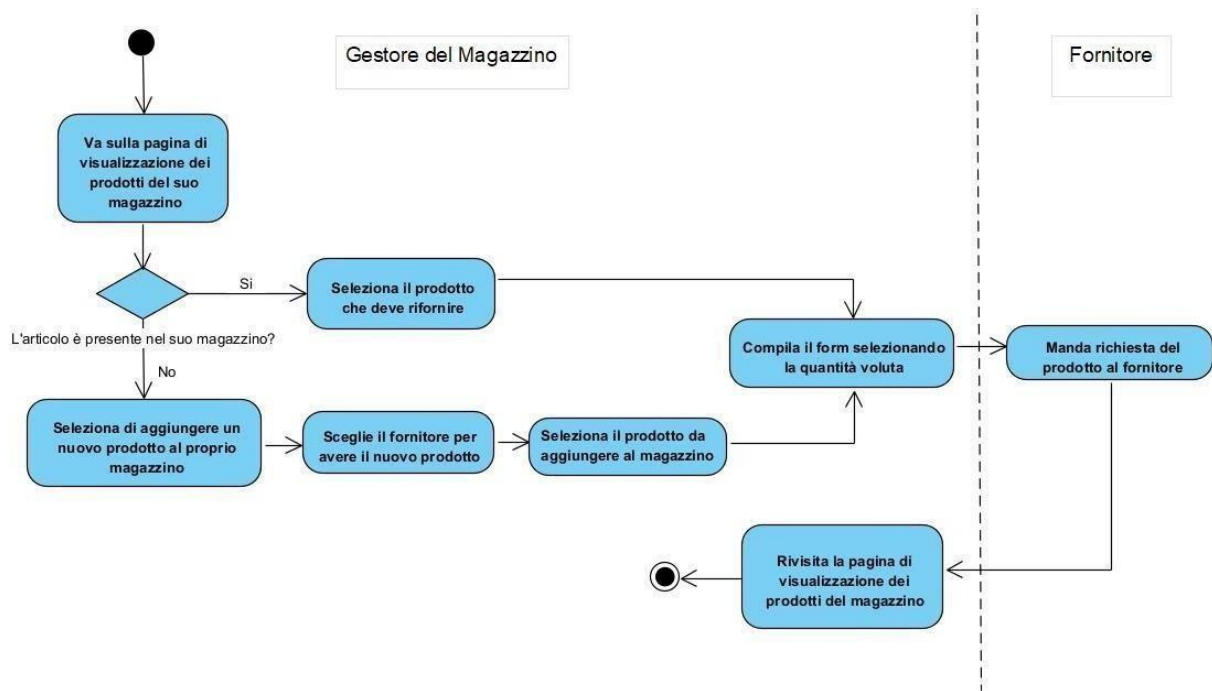 Gestore del Magazzino
Fornitore
Va sulla pagina di
visualizzazione dei
prodotti del suo
magazzino
Si
Seleziona il prodotto
che deve rifornire
L'articolo è presente nel suo magazzino?
No
Compila il form selezionando
la quantità voluta
Manda richiesta del
prodotto al fornitore
Seleziona di aggiungere un
nuovo prodotto al proprio
magazzino
Sceglie il fornitore per
avere il nuovo prodotto
Seleziona il prodotto da
aggiungere al magazzino
Rivisita la pagina di
visualizzazione dei
prodotti del magazzino